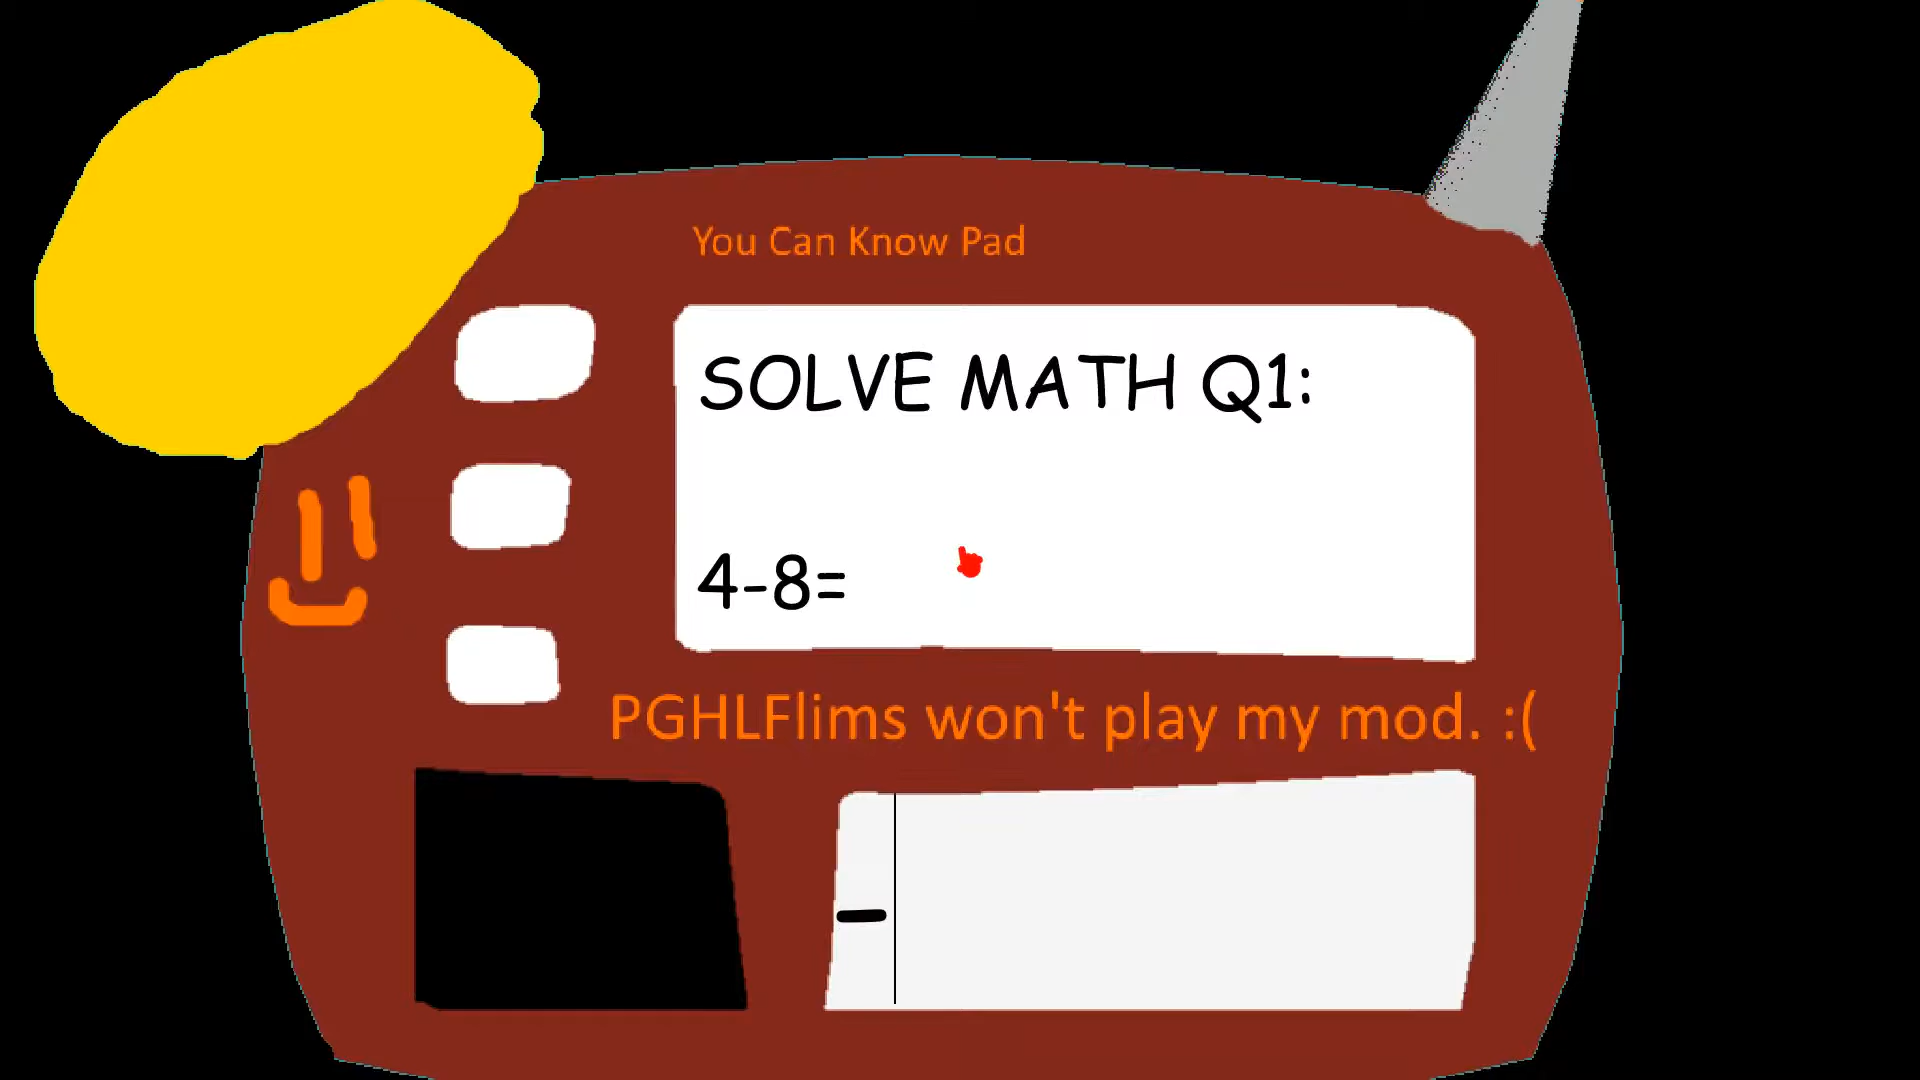 You Can Know Pad
SOLVE MATH Q1:
4-8=
PGHLFlims won't play my mod. :(
-